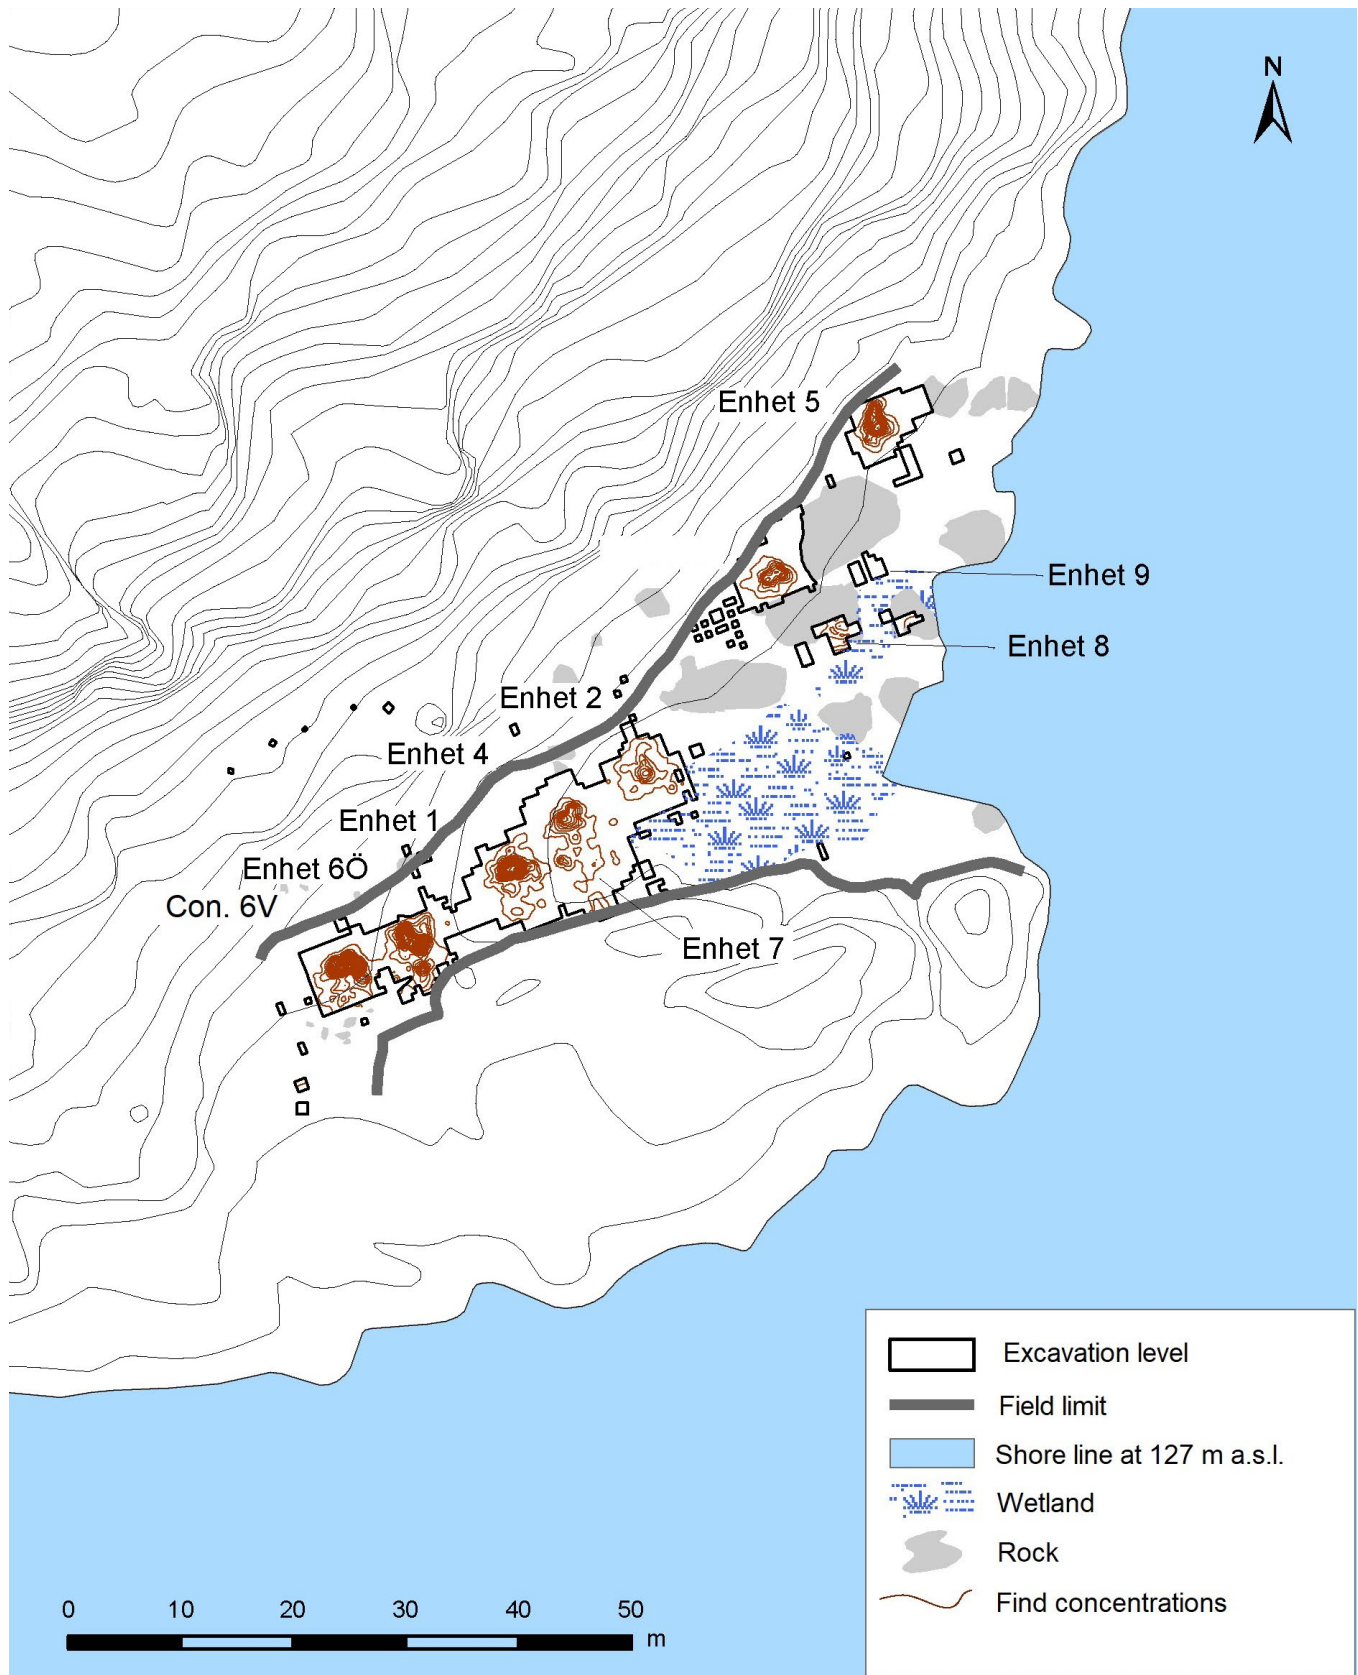 N
Enhet 5
Enhet 9
Enhet 8
Enhet 2
Enhet 4
Enhet 1
Enhet 6Ö
Con. 6V
Enhet 7
Excavation level
Field limit
Shore line at 127 m a.s.l.
Wetland
Rock
Find concentrations
0 10 20 30 40 50
m